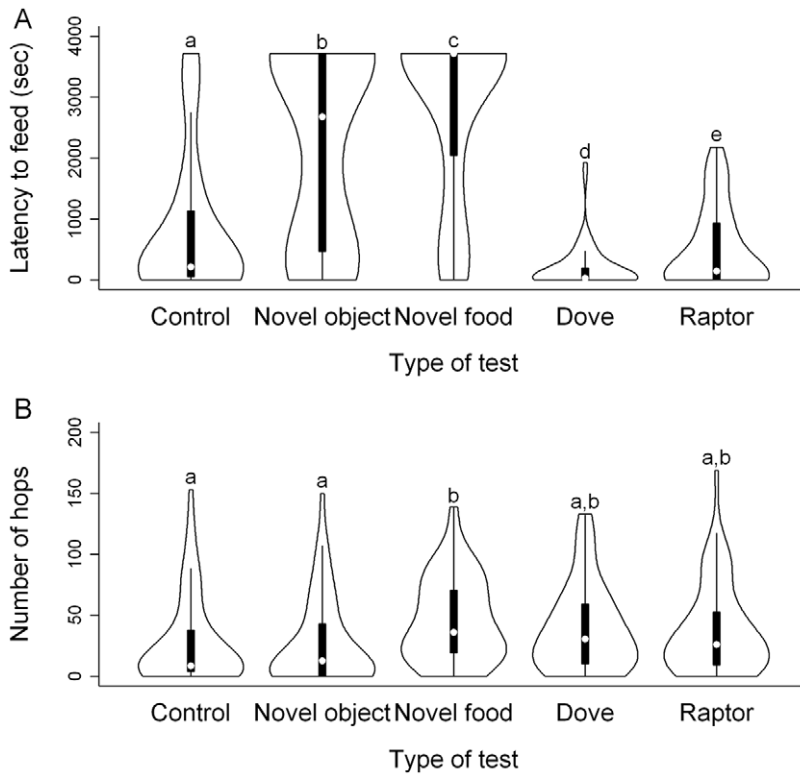 A
Latency to feed (sec)
4000
3000
2000
1000
0
a
b
c
d
e
Control
Novel object
Novel food
Dove
Raptor
Type of test
B
Number of hops
200
150
100
50
0
a
a
b
a,b
a,b
Control
Novel object
Novel food
Dove
Raptor
Type of test